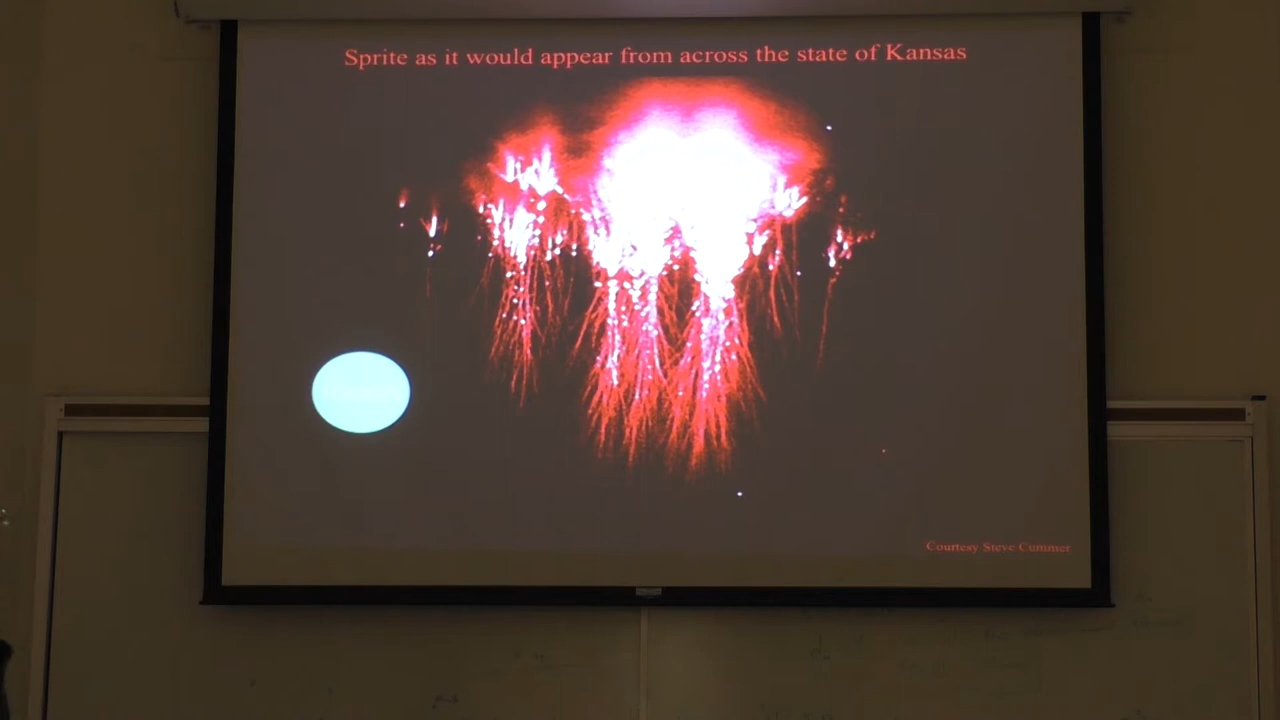 Sprite as it would appear from across the state of Kansas
Courtesy Steve Cummer